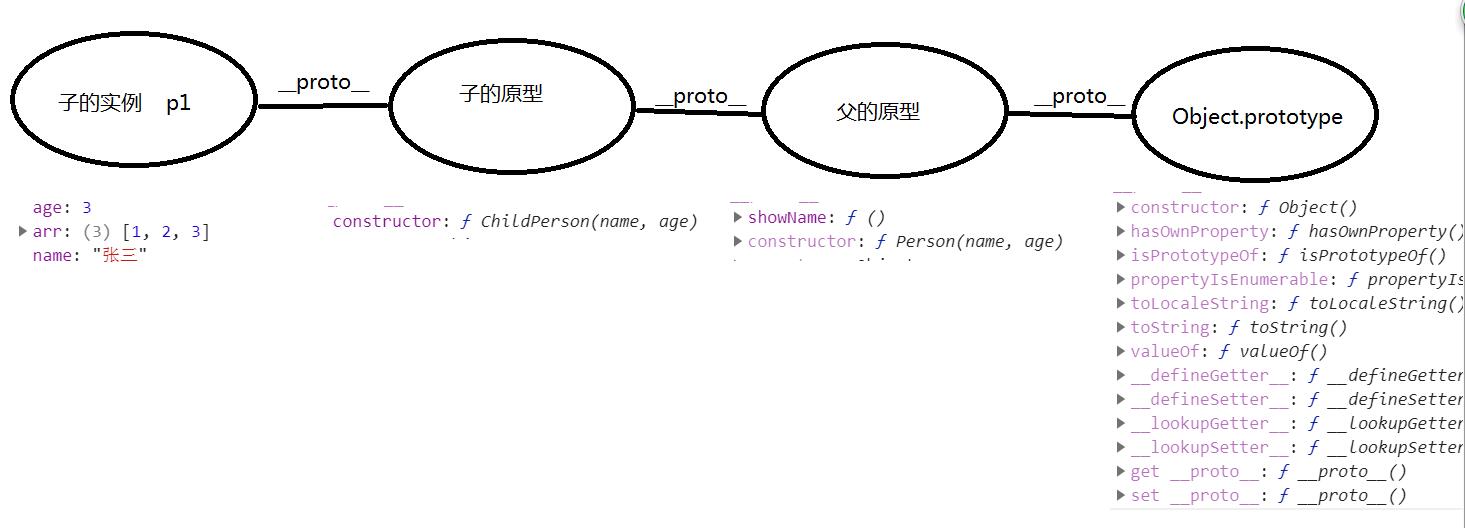 子的实例 p1
__proto__
子的原型
__proto__
父的原型
__proto__
Object.prototype
age: 3
arr: (3) [1, 2, 3]
name: "张三"
constructor: ƒ ChildPerson(name, age)
showName: ƒ ()
constructor: ƒ Person(name, age)
constructor: ƒ Object()
hasOwnProperty: ƒ hasOwnProperty()
isPrototypeOf: ƒ isPrototypeOf()
propertyIsEnumerable: ƒ propertyIs
toLocaleString: ƒ toLocaleString()
toString: ƒ toString()
valueOf: ƒ valueOf()
__defineGetter__: ƒ __defineGetter
__defineSetter__: ƒ __defineSetter
__lookupGetter__: ƒ __lookupGetter
__lookupSetter__: ƒ __lookupSetter
get __proto__: ƒ __proto__()
set __proto__: ƒ __proto__()